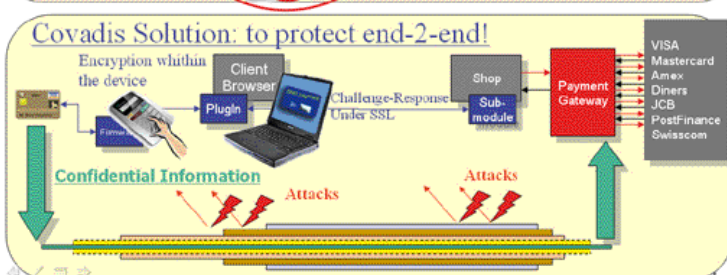 Covadis Solution: to protect end-2-end!
Encryption whithin
the device
Client
Browser
PlugIn
Challenge-Response
Under SSL
Shop
Sub-
module
Payment
Gateway
VISA
Mastercard
Amex
Diners
JCB
PostFinance
Swisscom
Confidential Information
Attacks
Attacks